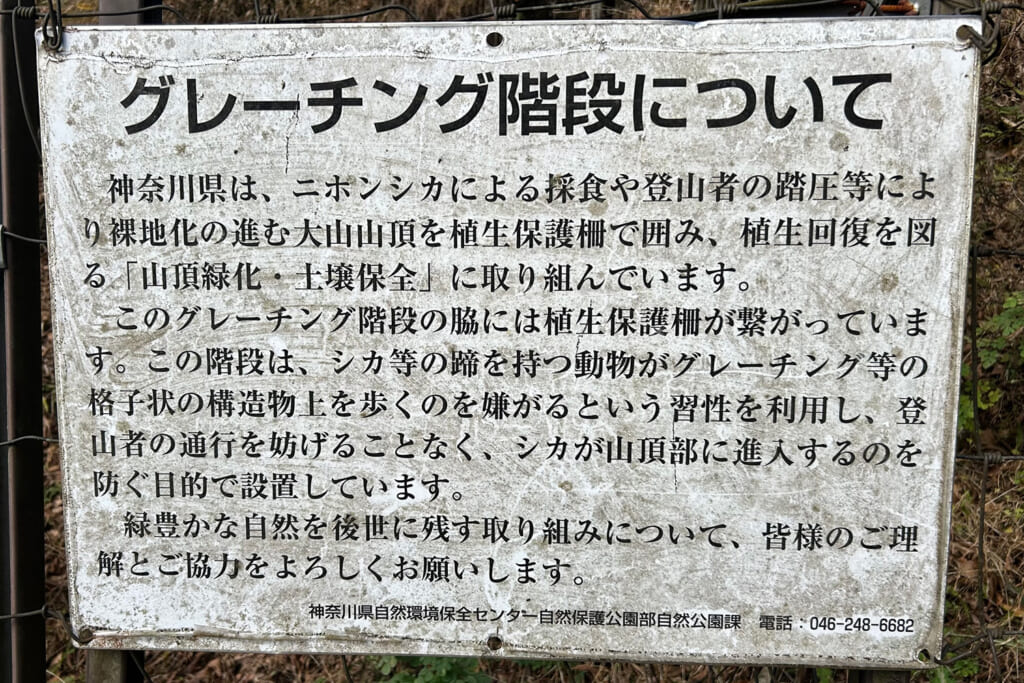 グレーチング階段について
神奈川県は、ニホンシカによる採食や登山者の踏圧等によ
り裸地化の進む大山山頂を植生保護柵で囲み、植生回復を図
る「山頂緑化・土壌保全」に取り組んでいます。
このグレーチング階段の脇には植生保護柵が繋がっていま
す。この階段は、シカ等の蹄を持つ動物がグレーチング等の
格子状の構造物上を歩くのを嫌がるという習性を利用し、登
山者の通行を妨げることなく、シカが山頂部に進入するのを
防ぐ目的で設置しています。
緑豊かな自然を後世に残す取り組みについて、皆様のご理
解とご協力をよろしくお願いします。
神奈川県自然環境保全センター自然保護公園部自然公園課　電話：046-248-6682